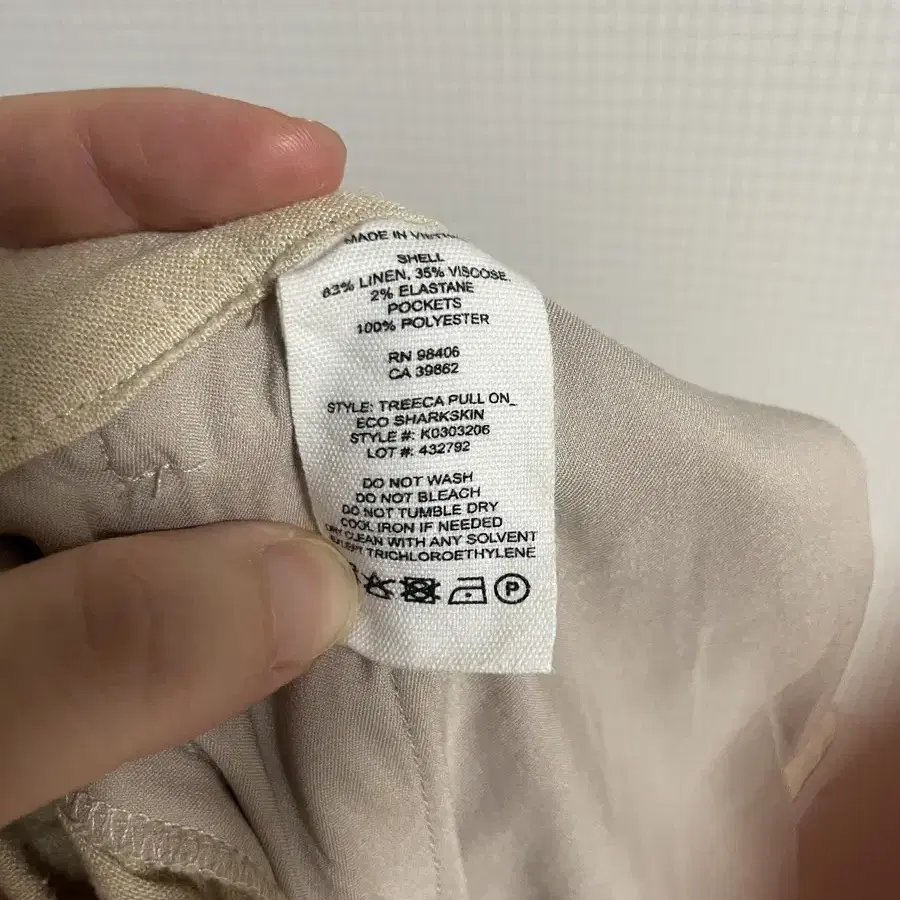 MADE IN
SHELL
63% LINEN, 35% VISCOSE,
2% ELASTANE
POCKETS
100% POLYESTER
RN 98406
CA 39862
STYLE: TREECA PULL ON_
ECO SHARKSKIN
STYLE #: K0303206
LOT #: 432792
DO NOT WASH
DO NOT BLEACH
DO NOT TUMBLE DRY
COOL IRON IF NEEDED
DRY CLEAN WITH ANY SOLVENT
EXCEPT TRICHLOROETHYLENE
P